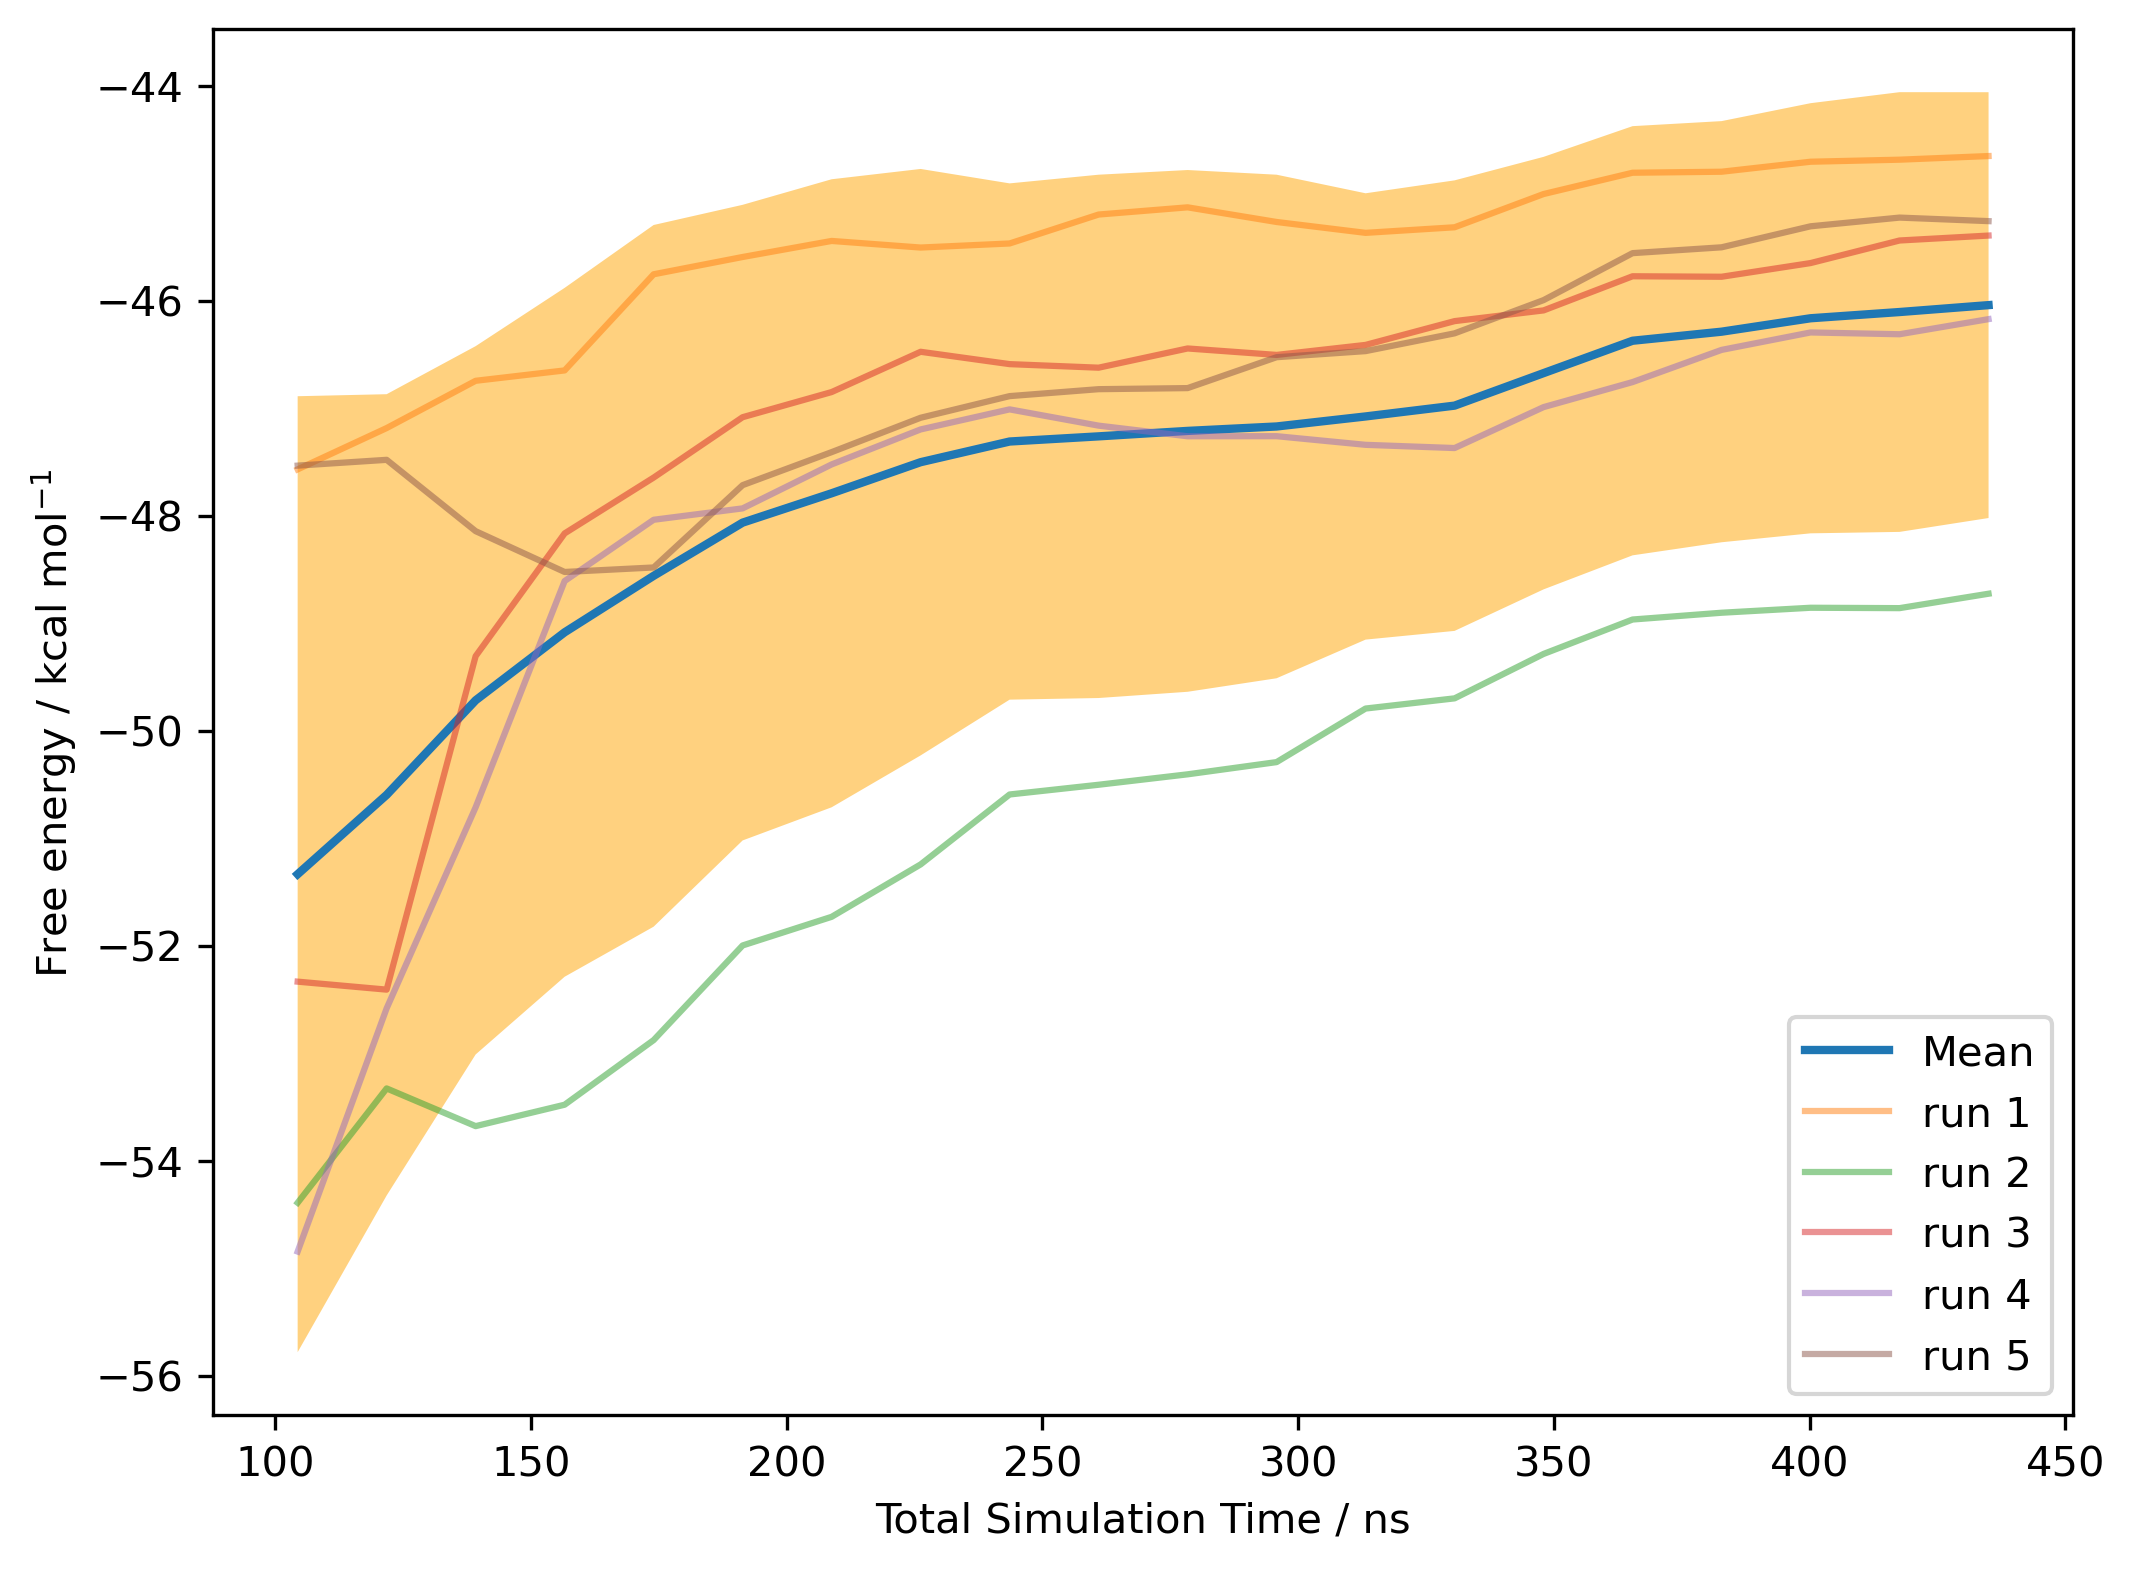 −44
−46
−48
−50
−52
−54
−56
Free energy / kcal mol⁻¹
100 150 200 250 300 350 400 450
Total Simulation Time / ns
Mean
run 1
run 2
run 3
run 4
run 5